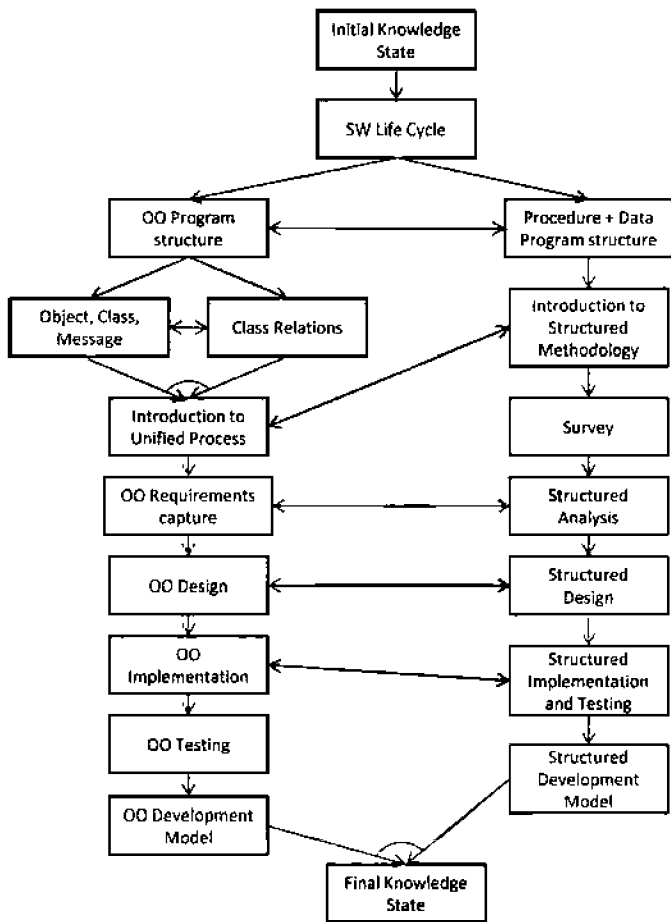 Initial Knowledge
State
SW Life Cycle
OO Program
structure
Procedure + Data
Program structure
Object, Class,
Message
Class Relations
Introduction to
Structured
Methodology
Introduction to
Unified Process
Survey
OO Requirements
capture
Structured
Analysis
OO Design
Structured
Design
OO
Implementation
Structured
Implementation
and Testing
OO Testing
Structured
Development
Model
OO Development
Model
Final Knowledge
State